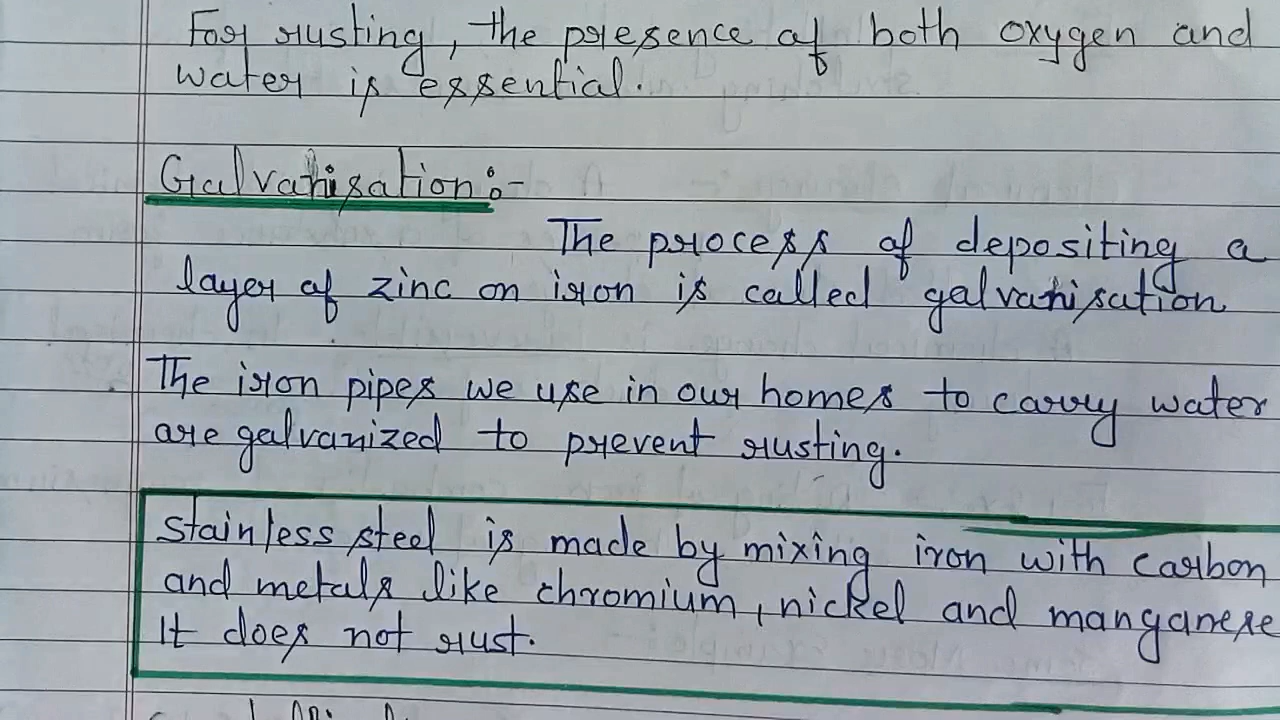 For rusting, the presence of both oxygen and
water is essential.
Galvanisation:-
The process of depositing a
layer of zinc on iron is called galvanisation
The iron pipes we use in our homes to carry water
are galvanized to prevent rusting.
Stainless steel is made by mixing iron with carbon
and metals like chromium, nickel and manganese
It does not rust.